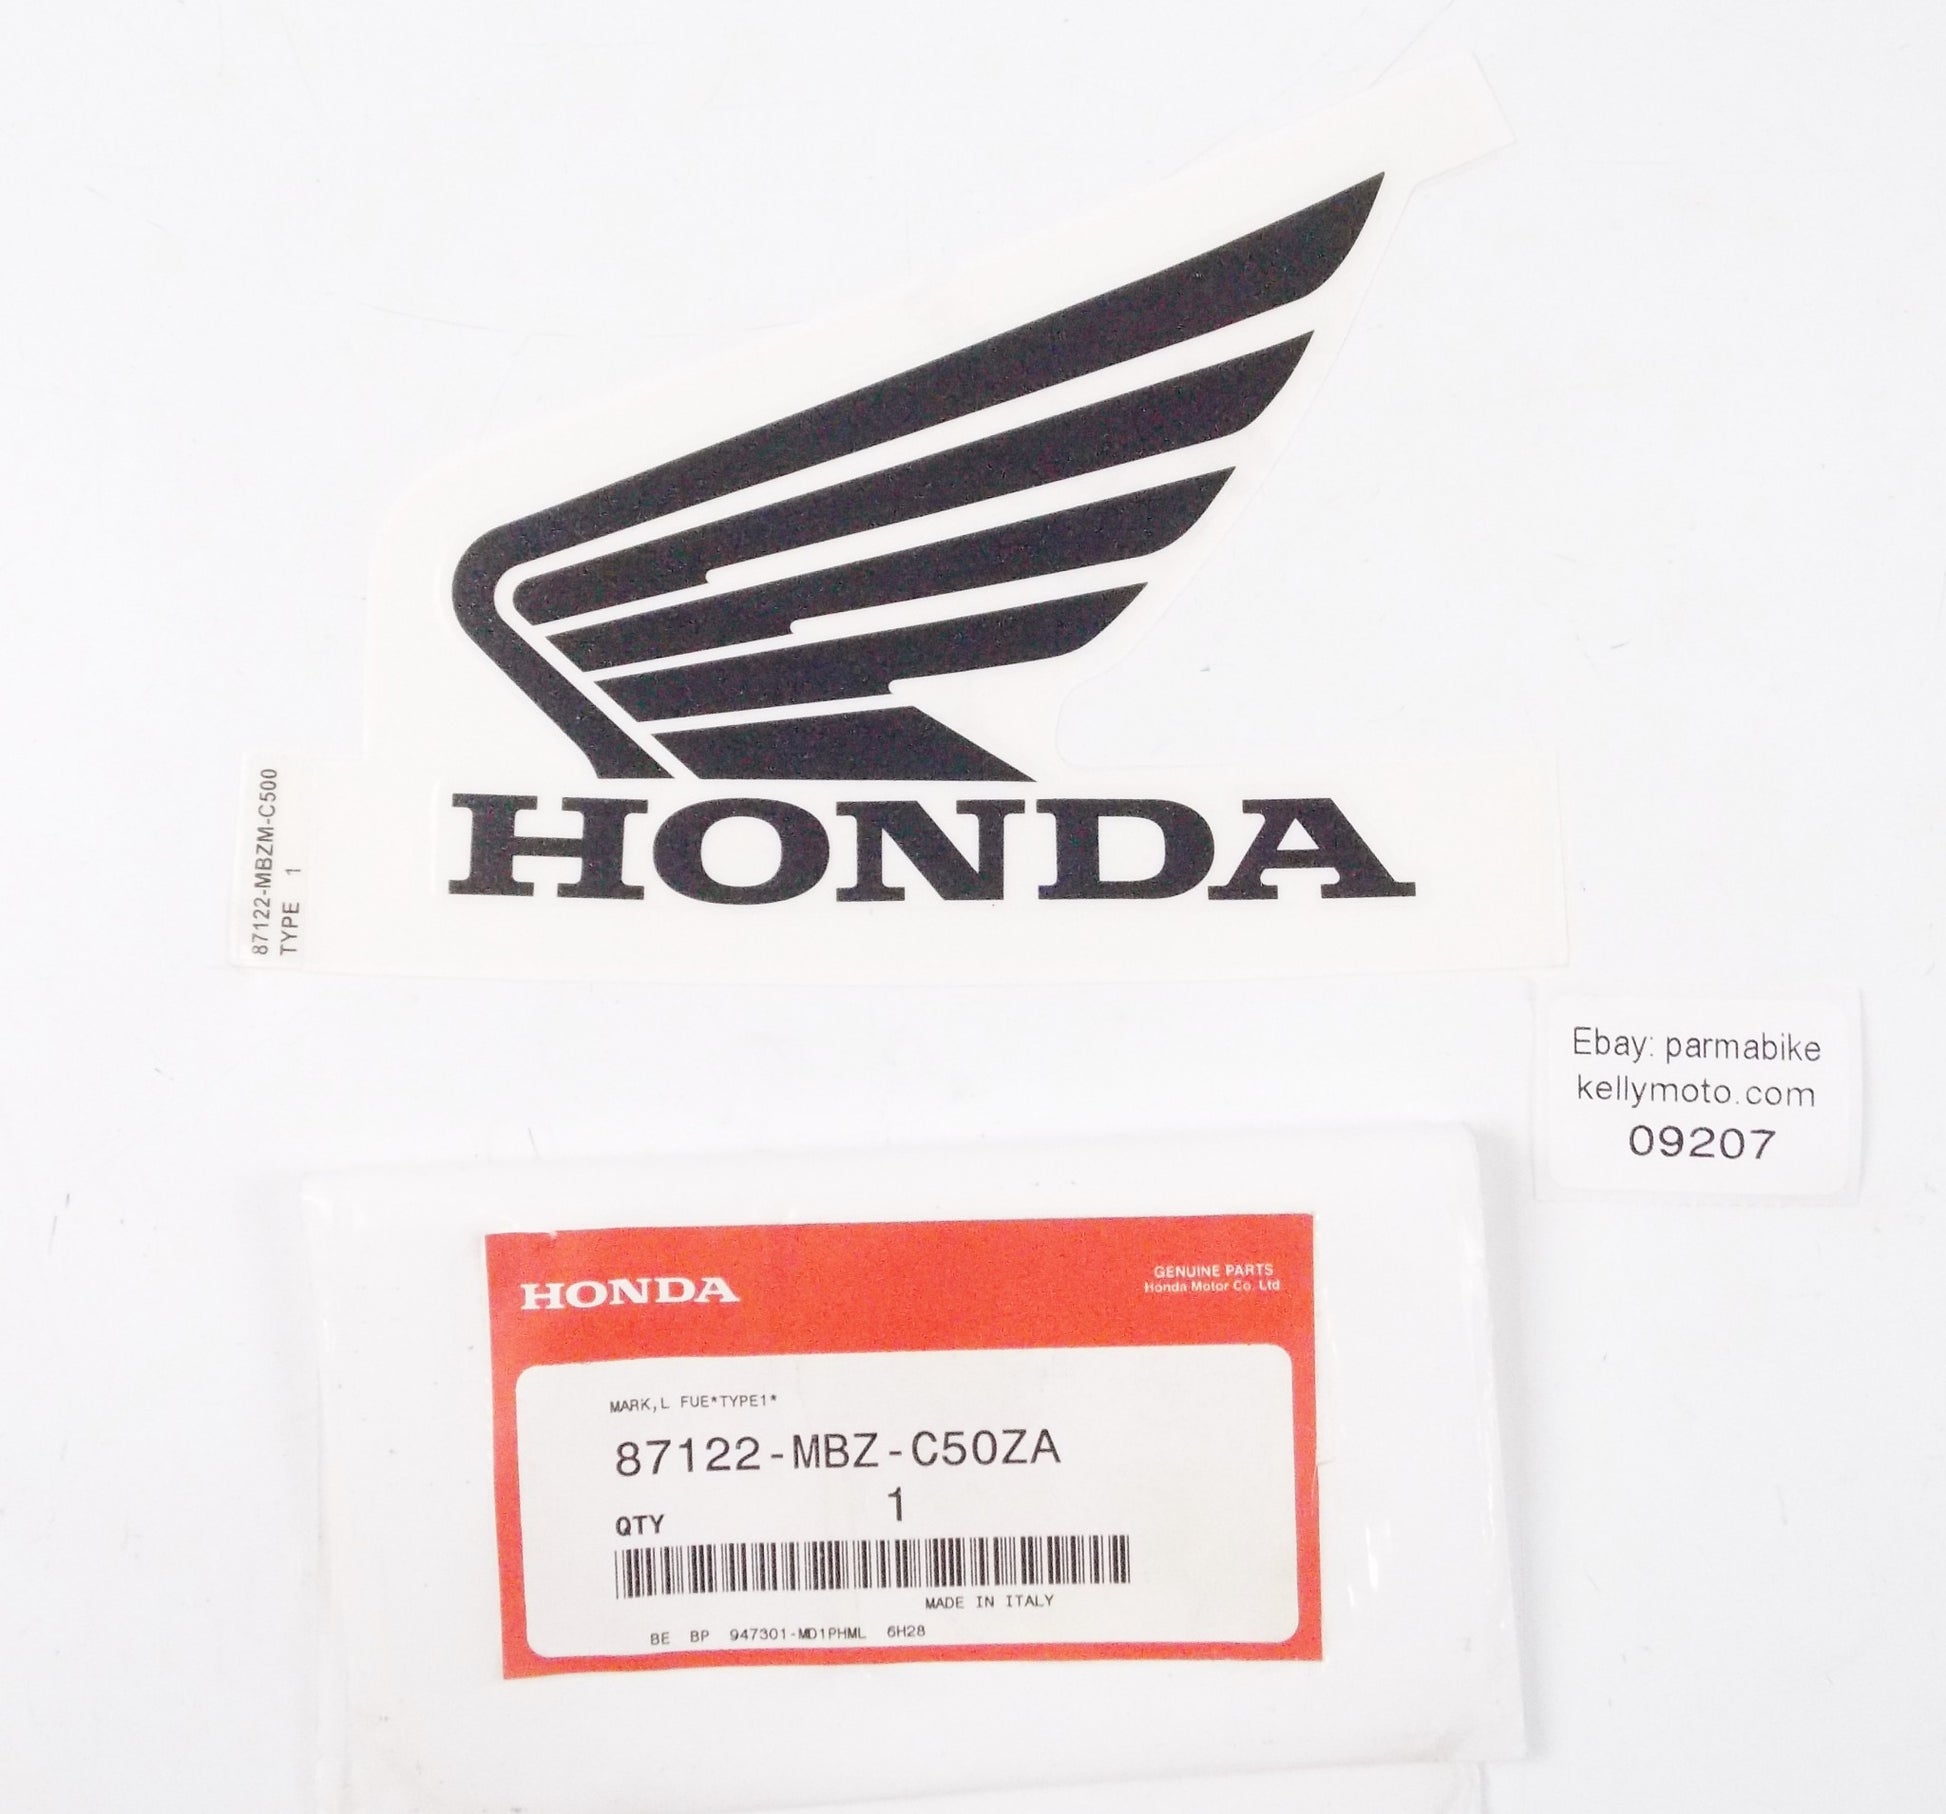 HONDA
87122-MBZM-C500
TYPE 1
Ebay: parmabike
kellymoto.com
09207
HONDA
GENUINE PARTS
Honda Motor Co. Ltd
MARK,L FUE*TYPE1*
87122-MBZ-C50ZA
1
QTY
MADE IN ITALY
BE BP 947301-MD1PHML 6H28